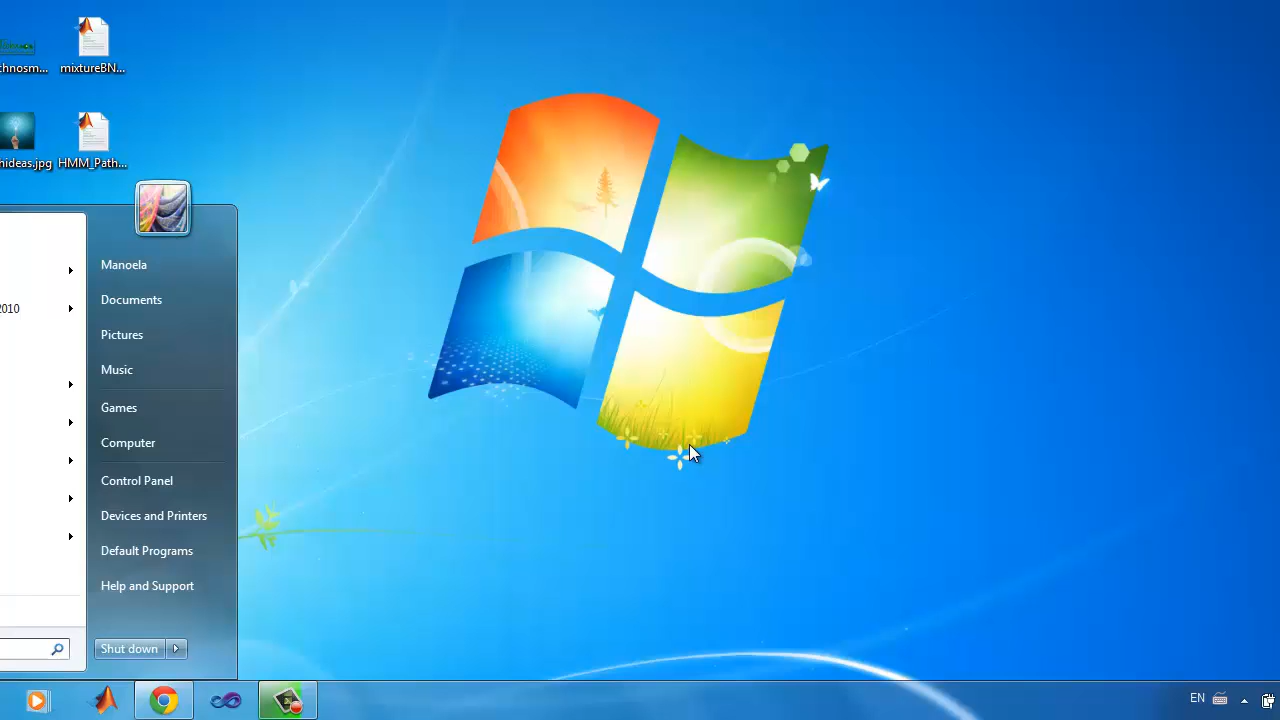 chnosm...
mixtureBN...
hideas.jpg
HMM_Path...
Manoela
Documents
2010
Pictures
Music
Games
Computer
Control Panel
Devices and Printers
Default Programs
Help and Support
Shut down
EN